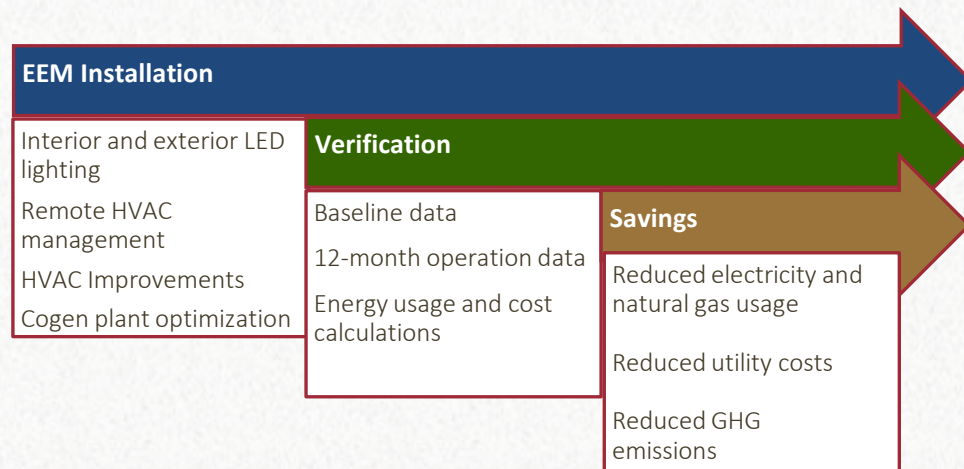 EEM Installation
Interior and exterior LED
lighting
Remote HVAC
management
HVAC Improvements
Cogen plant optimization
Verification
Baseline data
12-month operation data
Energy usage and cost
calculations
Savings
Reduced electricity and
natural gas usage
Reduced utility costs
Reduced GHG
emissions